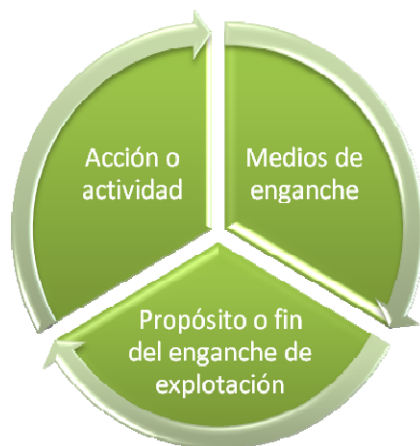 Acción o
actividad
Medios de
enganche
Propósito o fin
del enganche de
explotación